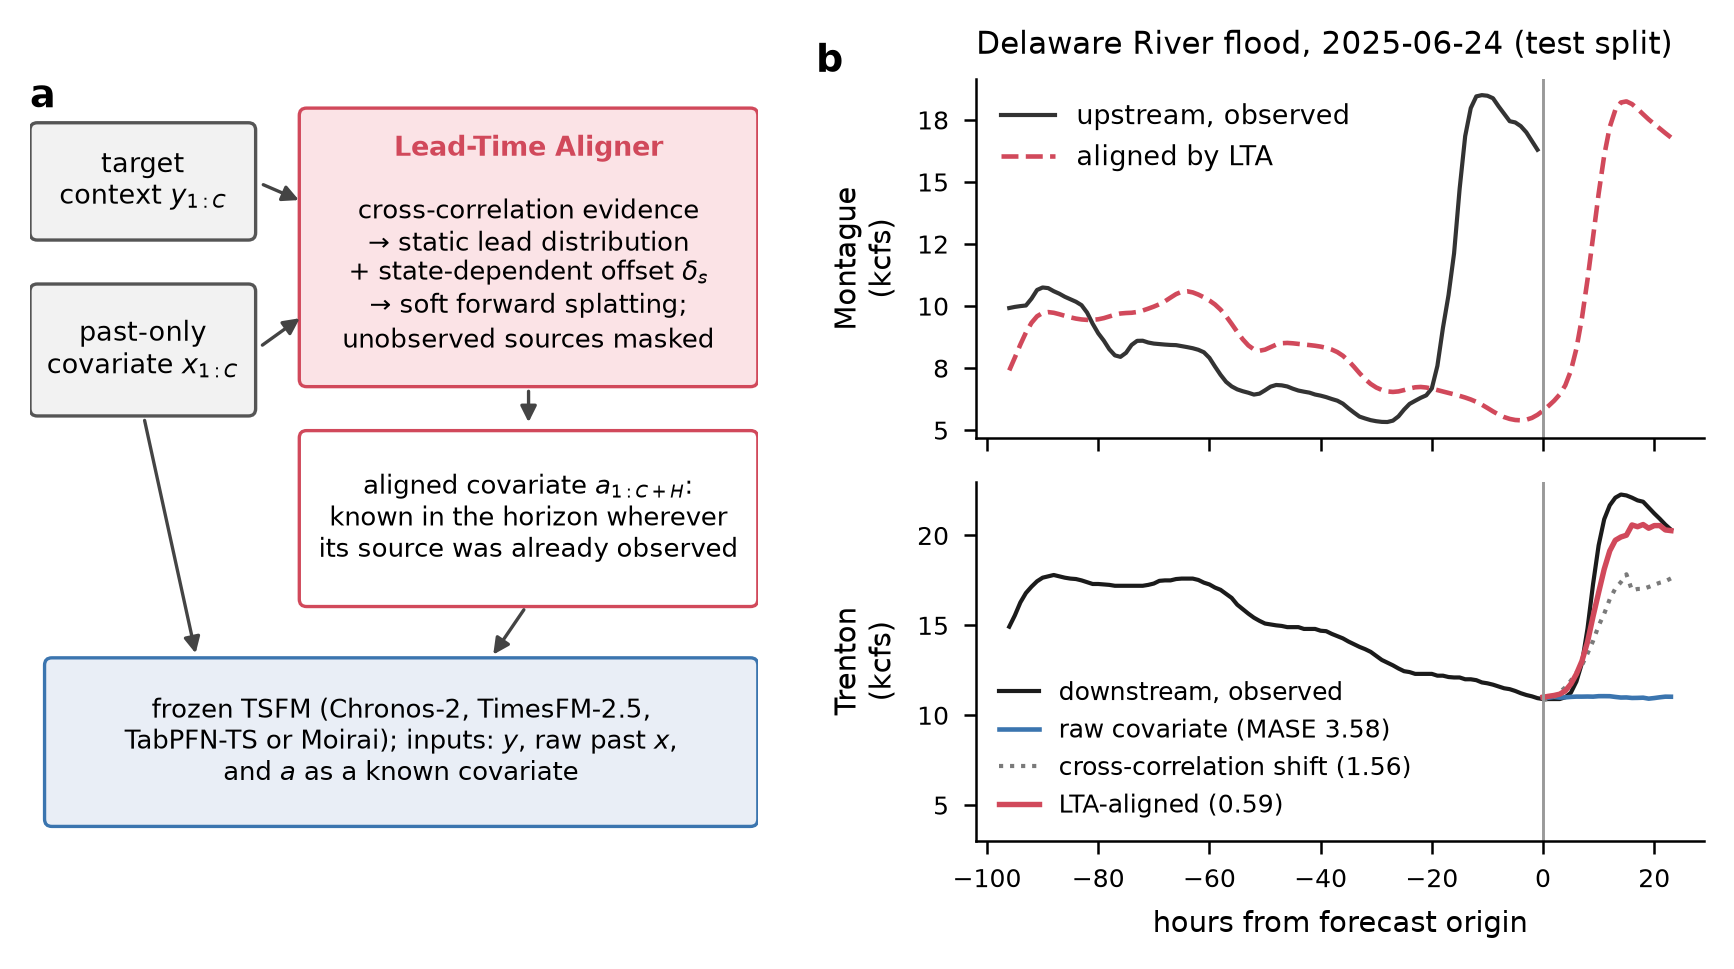 a
target
context y1:C
past-only
covariate x1:C
Lead-Time Aligner
cross-correlation evidence
→ static lead distribution
+ state-dependent offset δs
→ soft forward splatting;
unobserved sources masked
aligned covariate a1:C+H:
known in the horizon wherever
its source was already observed
frozen TSFM (Chronos-2, TimesFM-2.5,
TabPFN-TS or Moirai); inputs: y, raw past x,
and a as a known covariate
b
Delaware River flood, 2025-06-24 (test split)
upstream, observed
aligned by LTA
Montague
(kcfs)
18
15
12
10
8
5
Trenton
(kcfs)
20
15
10
5
downstream, observed
raw covariate (MASE 3.58)
cross-correlation shift (1.56)
LTA-aligned (0.59)
−100 −80 −60 −40 −20 0 20
hours from forecast origin